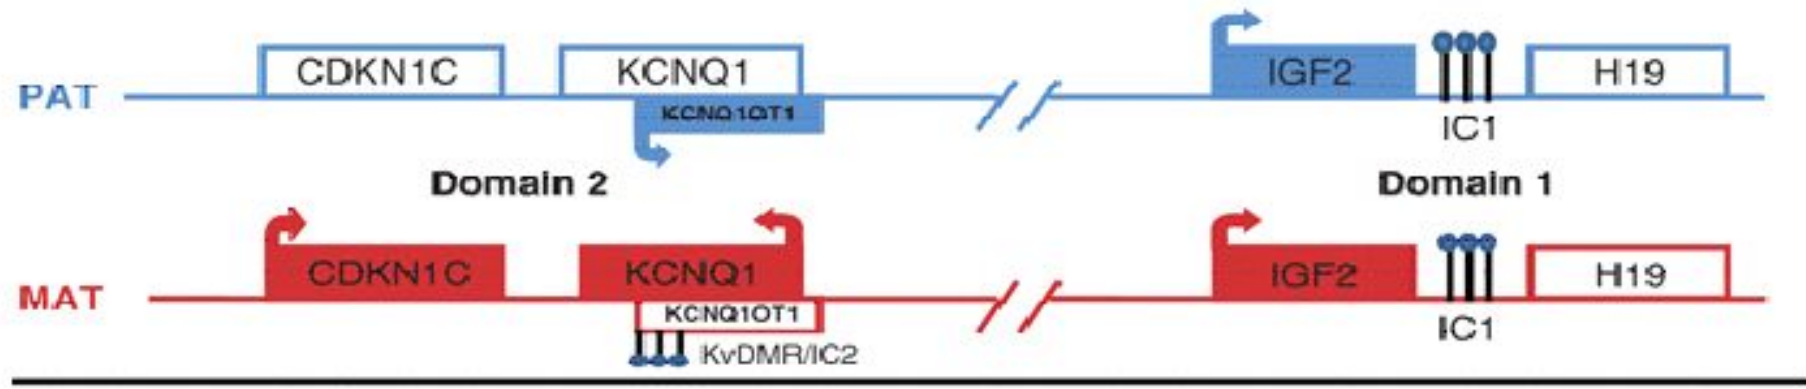 CDKN1C KCNQ1 IGF2 H19
PAT
KCNQ1OT1
IC1
Domain 2 Domain 1
CDKN1C KCNQ1 IGF2 H19
MAT
KCNQ1OT1
IC1
KvDMR/IC2